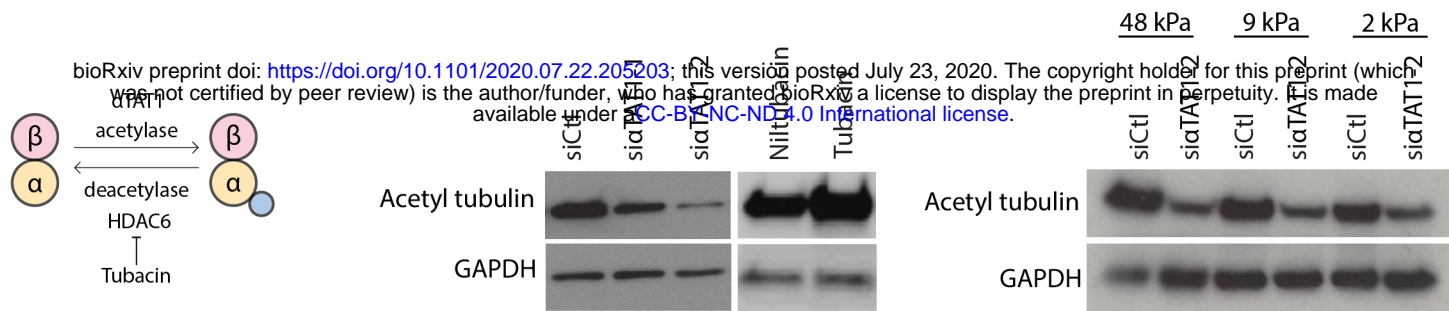 48 kPa 9 kPa 2 kPa
bioRxiv preprint doi: https://doi.org/10.1101/2020.07.22.205203; this version posted July 23, 2020. The copyright holder for this preprint (which
was not certified by peer review) is the author/funder, who has granted bioRxiv a license to display the preprint in perpetuity. It is made
available under aCC-BY-NC-ND 4.0 International license.
αTAT1
acetylase
β
α
β
α
deacetylase
HDAC6
Tubacin
siCtl
siαTAT1-1
siαTAT1-2
Niltubacin
Tubacin
Acetyl tubulin
GAPDH
siCtl
siαTAT1-2
siCtl
siαTAT1-2
siCtl
siαTAT1-2
Acetyl tubulin
GAPDH